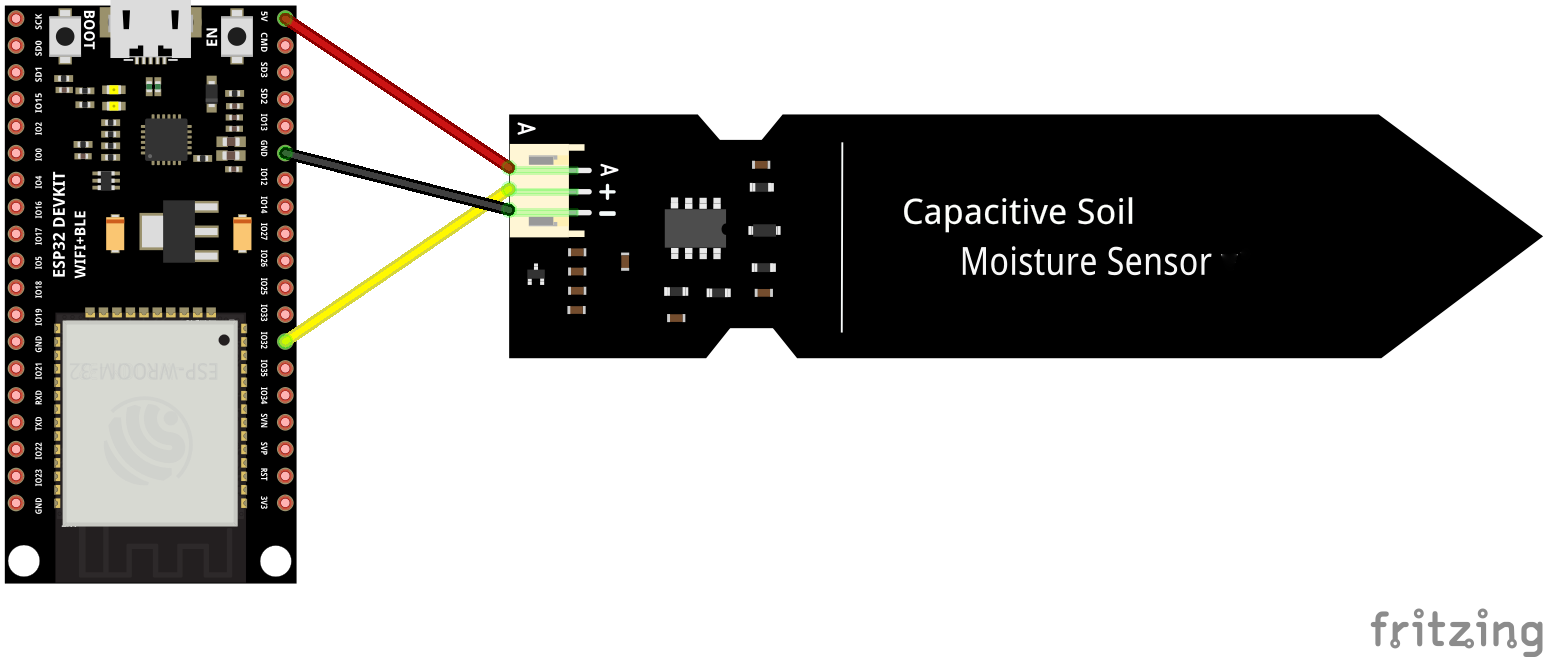 SCK
SD0
SD1
IO15
IO2
IO0
IO4
IO16
IO17
IO5
IO18
IO19
GND
IO21
RXD
TXD
IO22
IO23
GND
BOOT
EN
ESP32 DEVKIT
WIFI+BLE
ESP-WROOM-32
5V
CMD
SD3
SD2
IO13
GND
IO12
IO14
IO27
IO26
IO25
IO33
IO32
IO35
IO34
SVN
SVP
RST
3V3
A
A
+
−
Capacitive Soil
Moisture Sensor
fritzing